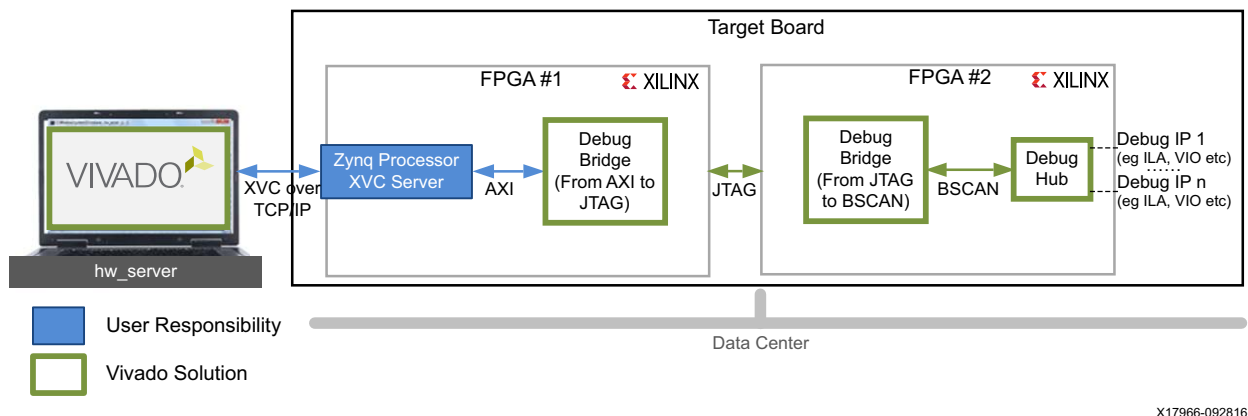 Target Board
FPGA #1
XILINX
FPGA #2
XILINX
VIVADO
XVC over
TCP/IP
Zynq Processor
XVC Server
AXI
Debug
Bridge
(From AXI to
JTAG)
JTAG
Debug
Bridge
(From JTAG
to BSCAN)
BSCAN
Debug
Hub
Debug IP 1
(eg ILA, VIO etc)
......
Debug IP n
(eg ILA, VIO etc)
hw_server
User Responsibility
Vivado Solution
Data Center
X17966-092816